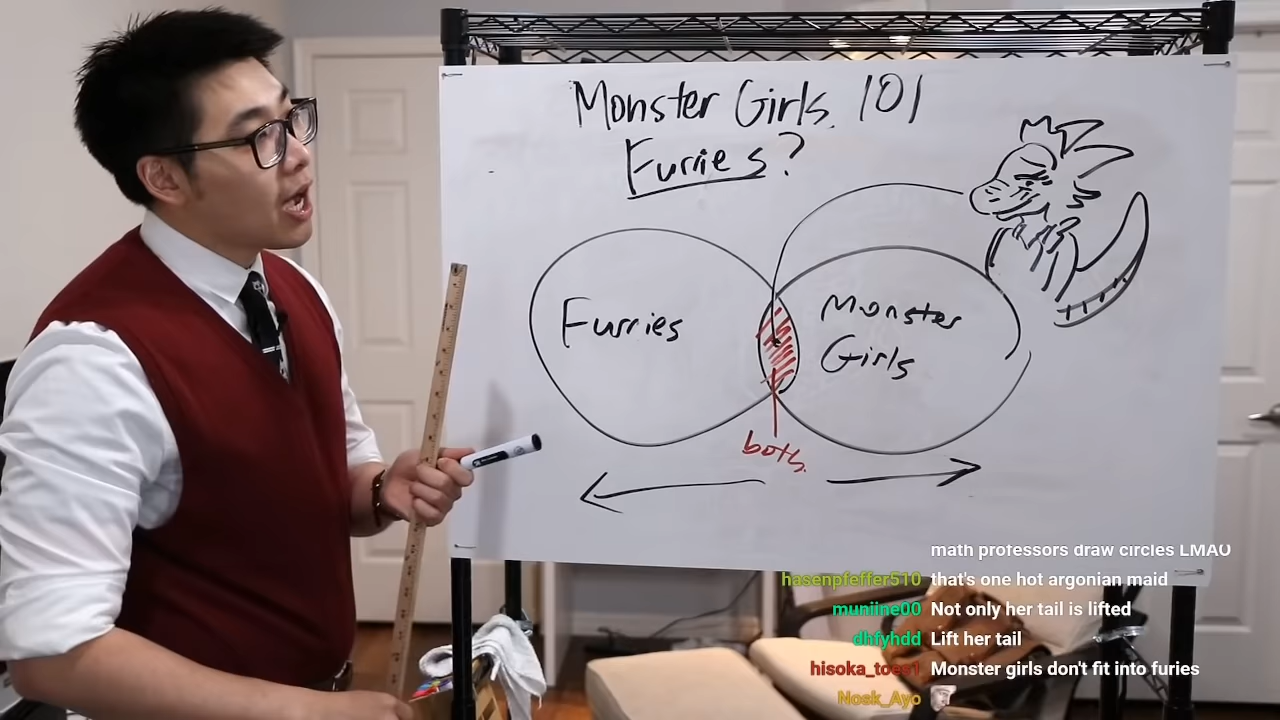 Monster Girls 101
Furries?
Furries
Monster
Girls
both.
math professors draw circles LMAO
hasenpfeffer510 that's one hot argonian maid
muniine00 Not only her tail is lifted
dhfyhdd Lift her tail
hisoka_toes1 Monster girls don't fit into furies
Nosk_Ayo